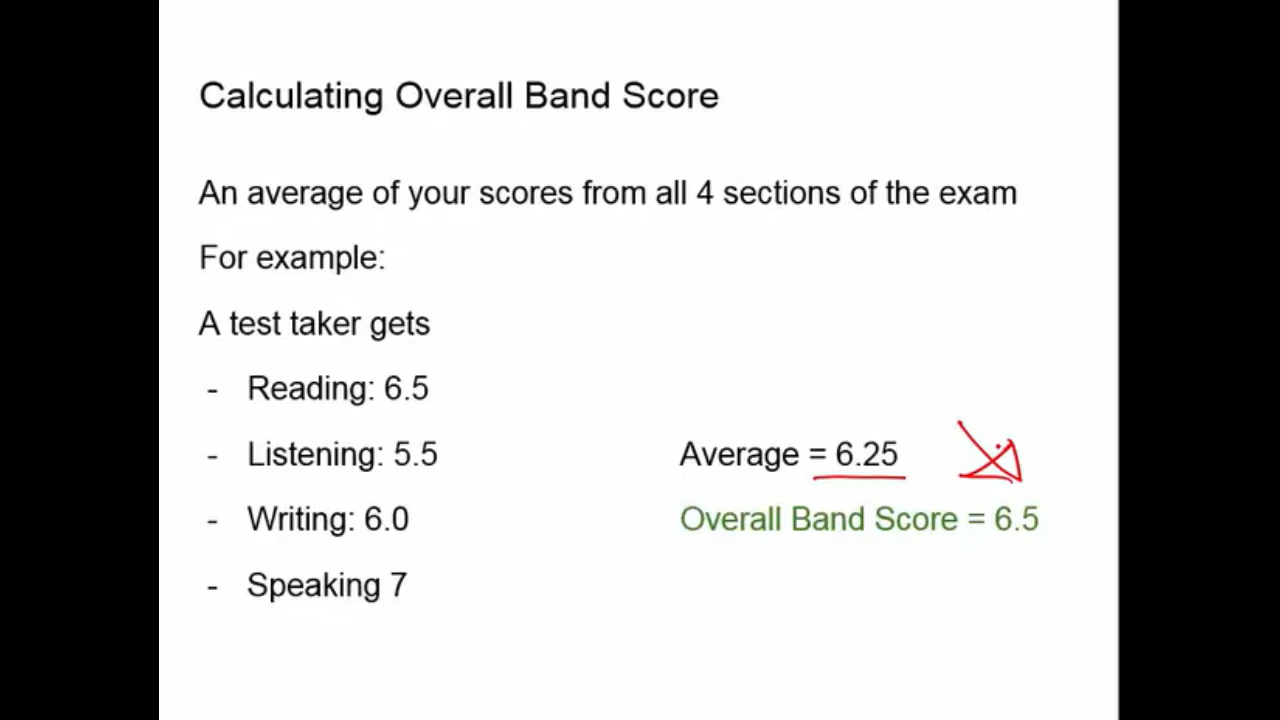 Calculating Overall Band Score
An average of your scores from all 4 sections of the exam
For example:
A test taker gets
- Reading: 6.5
- Listening: 5.5
Average = 6.25
- Writing: 6.0
Overall Band Score = 6.5
- Speaking 7